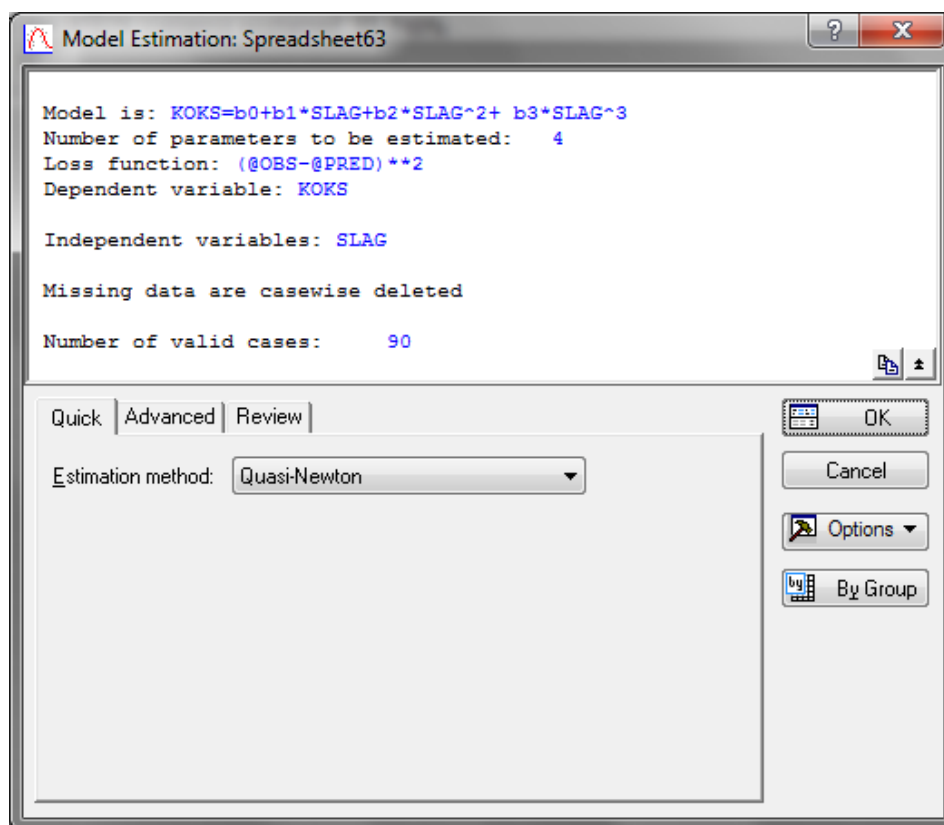 Model Estimation: Spreadsheet63
?
X
Model is: KOKS=b0+b1*SLAG+b2*SLAG^2+ b3*SLAG^3
Number of parameters to be estimated: 4
Loss function: (@OBS-@PRED)**2
Dependent variable: KOKS
Independent variables: SLAG
Missing data are casewise deleted
Number of valid cases: 90
Quick Advanced Review
OK
Estimation method: Quasi-Newton
Cancel
Options
by By Group